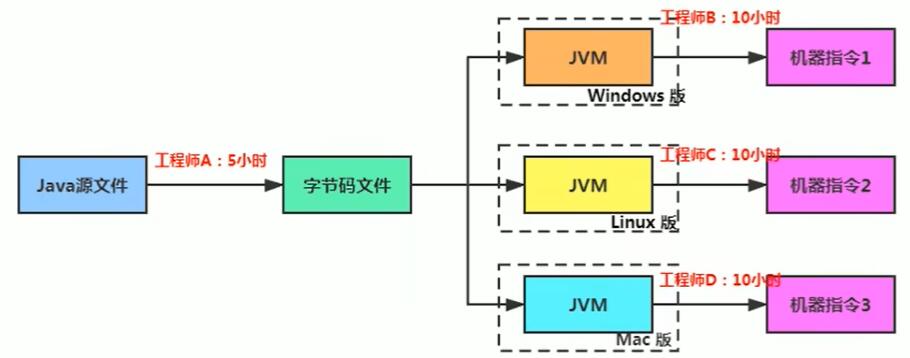 工程师B：10小时
JVM
机器指令1
Windows 版
工程师A：5小时
工程师C：10小时
Java源文件
字节码文件
JVM
机器指令2
Linux 版
工程师D：10小时
JVM
机器指令3
Mac 版